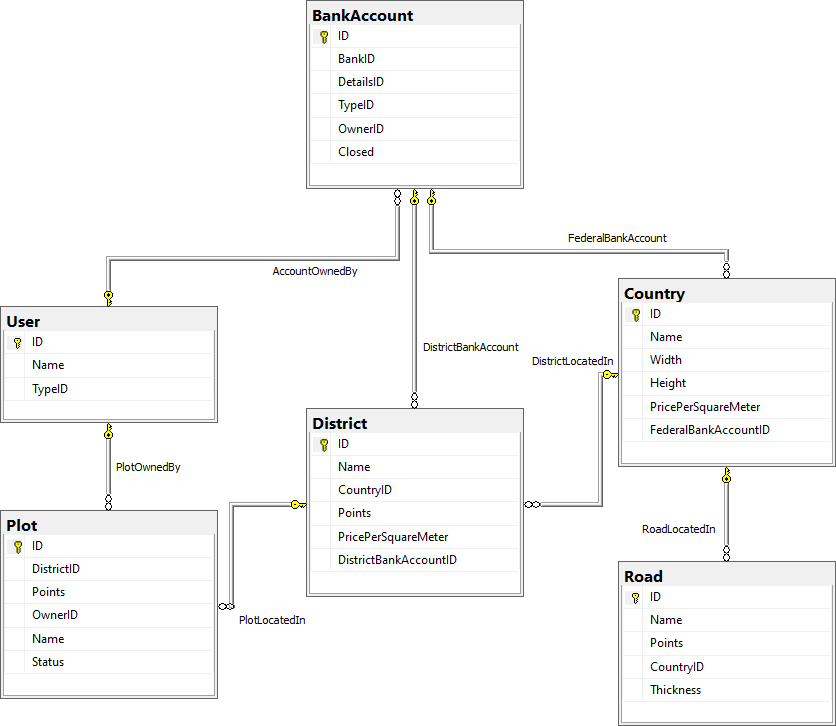 BankAccount
ID
BankID
DetailsID
TypeID
OwnerID
Closed
FederalBankAccount
AccountOwnedBy
Country
ID
Name
Width
Height
PricePerSquareMeter
FederalBankAccountID
User
ID
Name
TypeID
DistrictBankAccount
DistrictLocatedIn
District
ID
Name
CountryID
Points
PricePerSquareMeter
DistrictBankAccountID
PlotOwnedBy
Plot
ID
DistrictID
Points
OwnerID
Name
Status
PlotLocatedIn
RoadLocatedIn
Road
ID
Name
Points
CountryID
Thickness